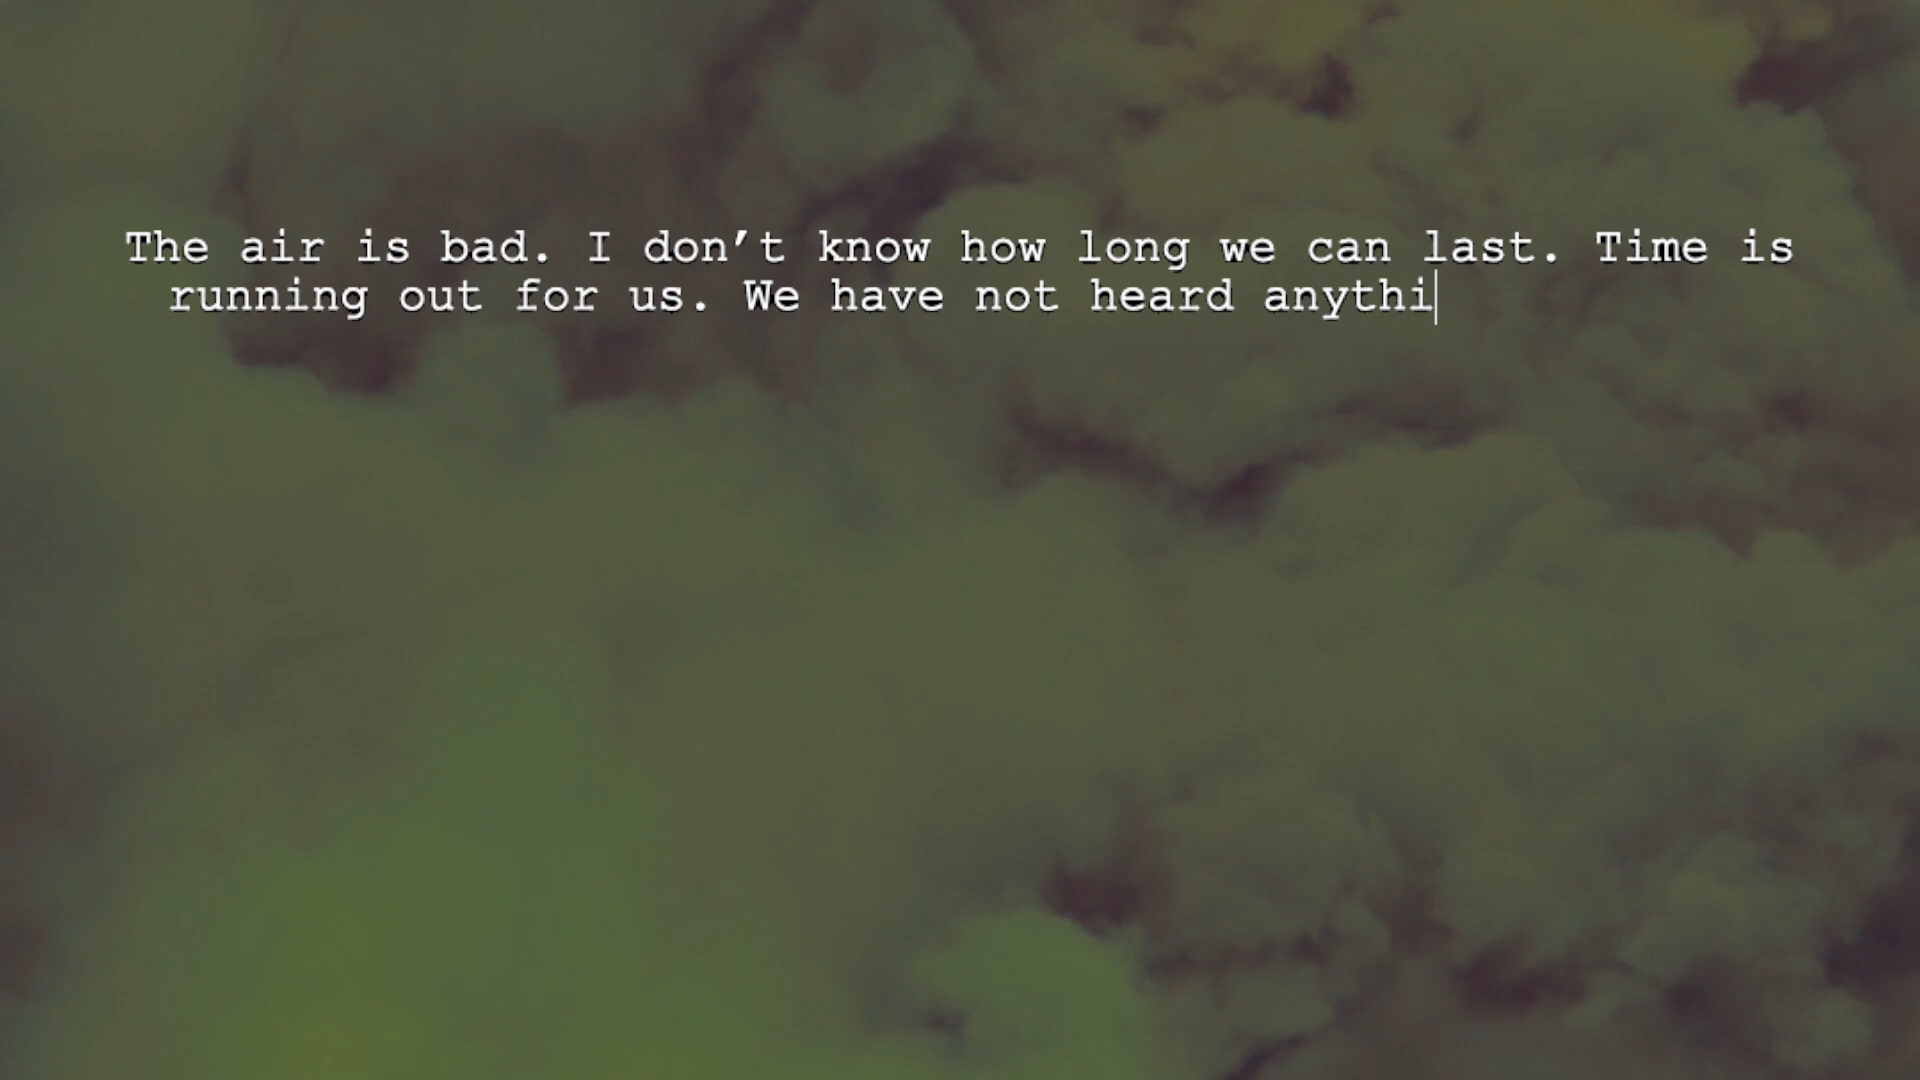 The air is bad. I don’t know how long we can last. Time is
running out for us. We have not heard anythi